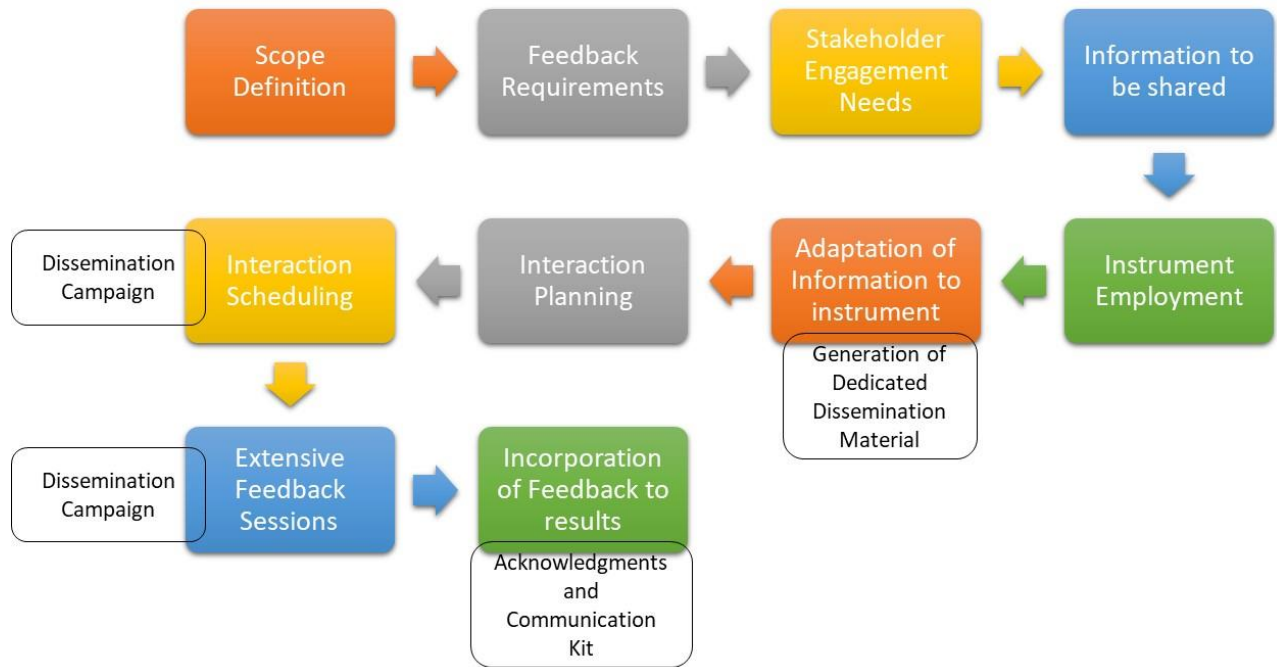 Scope
Definition
Feedback
Requirements
Stakeholder
Engagement
Needs
Information to
be shared
Instrument
Employment
Adaptation of
Information to
instrument
Generation of
Dedicated
Dissemination
Material
Interaction
Planning
Interaction
Scheduling
Dissemination
Campaign
Extensive
Feedback
Sessions
Dissemination
Campaign
Incorporation
of Feedback to
results
Acknowledgments
and
Communication
Kit